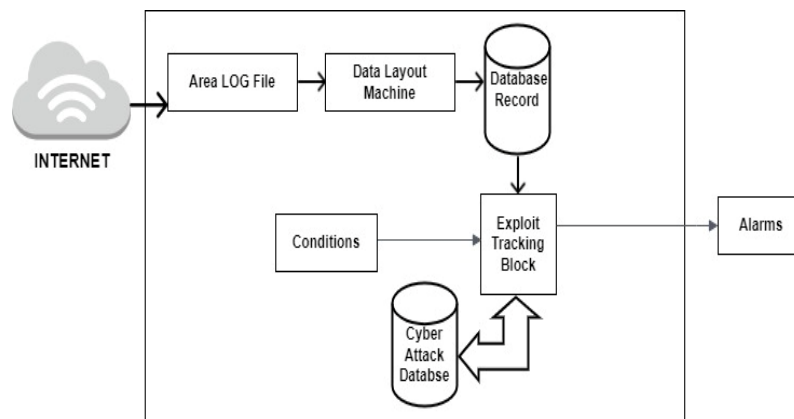 Area LOG File
Data Layout
Machine
Database
Record
INTERNET
Conditions
Exploit
Tracking
Block
Alarms
Cyber
Attack
Databse